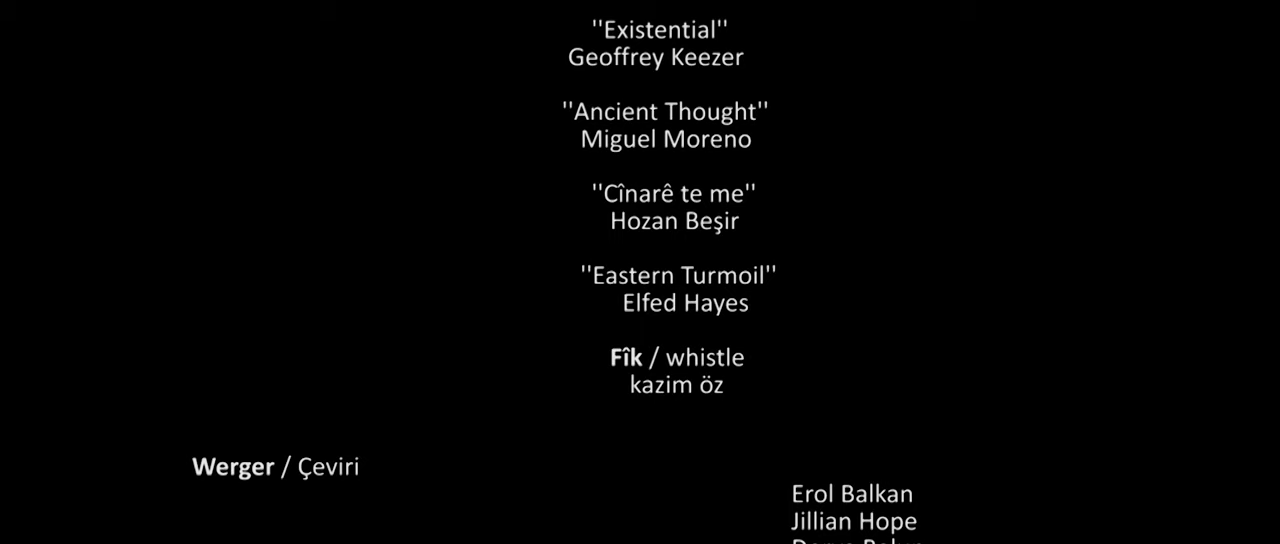 ''Existential''
Geoffrey Keezer
''Ancient Thought''
Miguel Moreno
''Cînarê te me''
Hozan Beşir
''Eastern Turmoil''
Elfed Hayes
Fîk / whistle
kazim öz
Werger / Çeviri
Erol Balkan
Jillian Hope